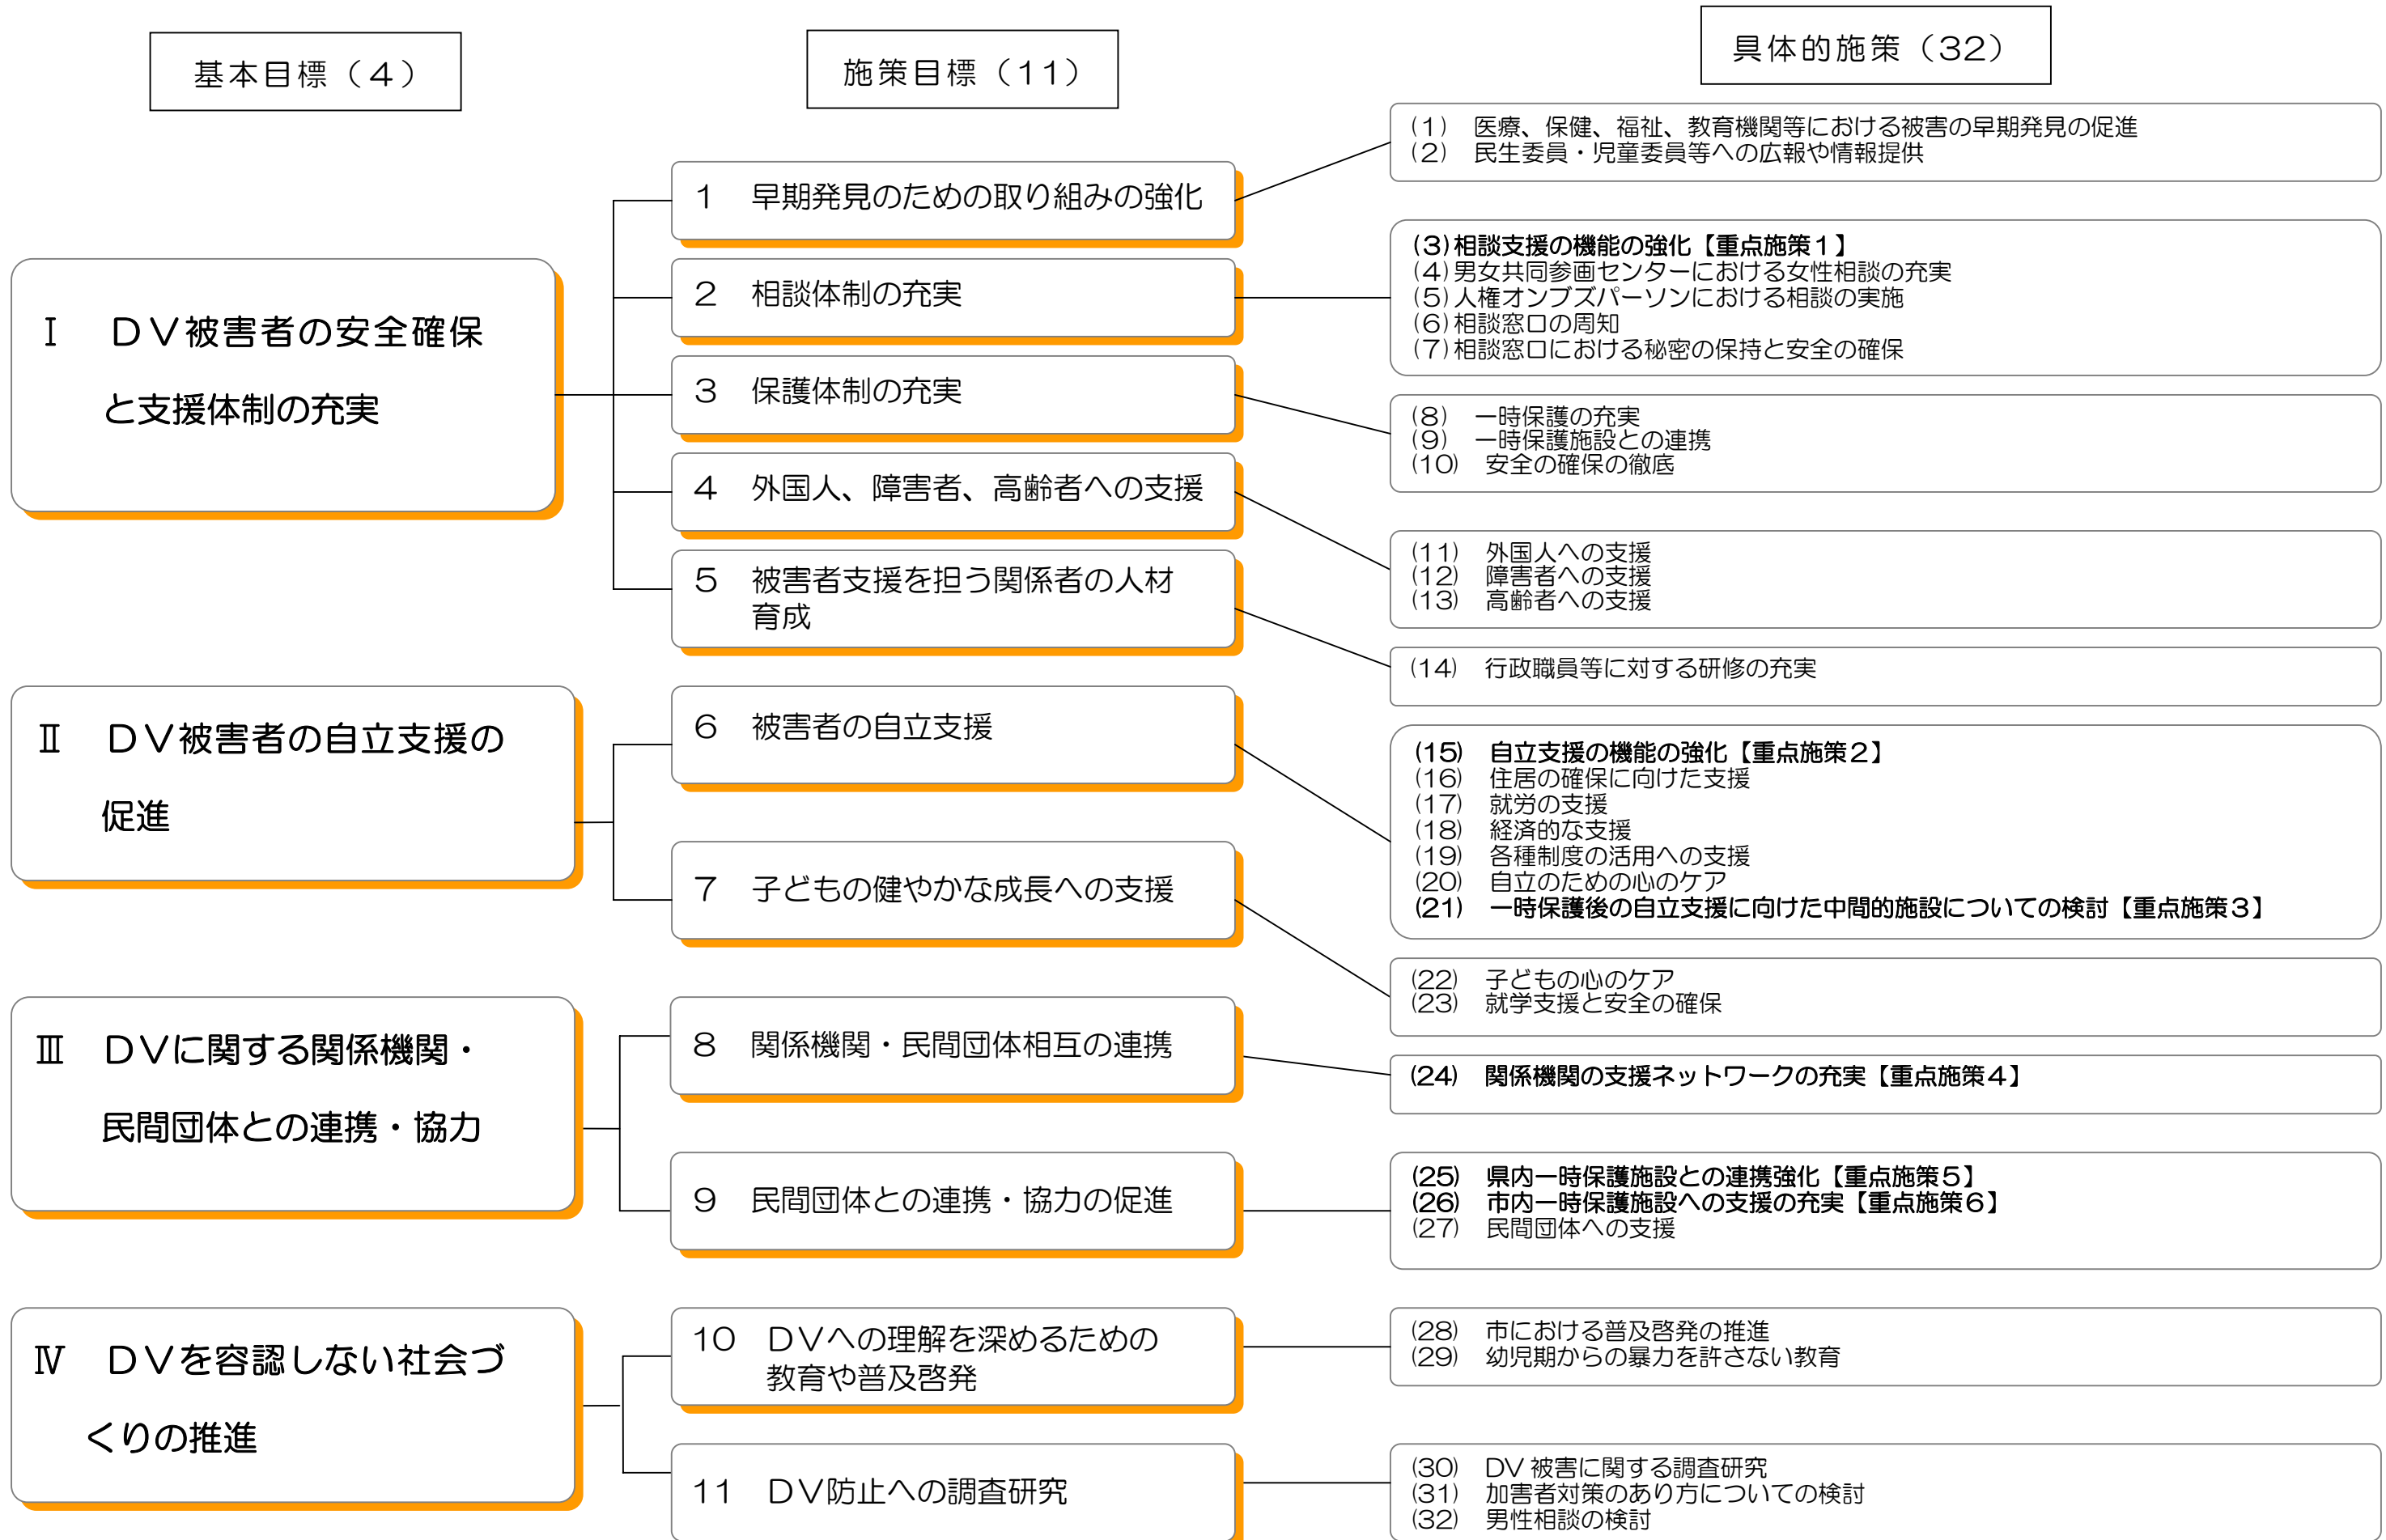 基本目標（４）
施策目標（１１）
具体的施策（３２）
Ⅰ　ＤＶ被害者の安全確保
と支援体制の充実
１　早期発見のための取り組みの強化
(１)　医療、保健、福祉、教育機関等における被害の早期発見の促進
(２)　民生委員・児童委員等への広報や情報提供
２　相談体制の充実
(３)相談支援の機能の強化【重点施策１】
(４)男女共同参画センターにおける女性相談の充実
(５)人権オンブズパーソンにおける相談の実施
(６)相談窓口の周知
(７)相談窓口における秘密の保持と安全の確保
３　保護体制の充実
(８)　一時保護の充実
(９)　一時保護施設との連携
(１０)　安全の確保の徹底
４　外国人、障害者、高齢者への支援
(１１)　外国人への支援
(１２)　障害者への支援
(１３)　高齢者への支援
５　被害者支援を担う関係者の人材
育成
(１４)　行政職員等に対する研修の充実
Ⅱ　ＤＶ被害者の自立支援の
促進
６　被害者の自立支援
(１５)　自立支援の機能の強化【重点施策２】
(１６)　住居の確保に向けた支援
(１７)　就労の支援
(１８)　経済的な支援
(１９)　各種制度の活用への支援
(２０)　自立のための心のケア
(２１)　一時保護後の自立支援に向けた中間的施設についての検討【重点施策３】
７　子どもの健やかな成長への支援
(２２)　子どもの心のケア
(２３)　就学支援と安全の確保
Ⅲ　ＤＶに関する関係機関・
民間団体との連携・協力
８　関係機関・民間団体相互の連携
(２４)　関係機関の支援ネットワークの充実【重点施策４】
９　民間団体との連携・協力の促進
(２５)　県内一時保護施設との連携強化【重点施策５】
(２６)　市内一時保護施設への支援の充実【重点施策６】
(２７)　民間団体への支援
Ⅳ　ＤＶを容認しない社会づ
くりの推進
１０　ＤＶへの理解を深めるための
教育や普及啓発
(２８)　市における普及啓発の推進
(２９)　幼児期からの暴力を許さない教育
１１　ＤＶ防止への調査研究
(３０)　DV 被害に関する調査研究
(３１)　加害者対策のあり方についての検討
(３２)　男性相談の検討